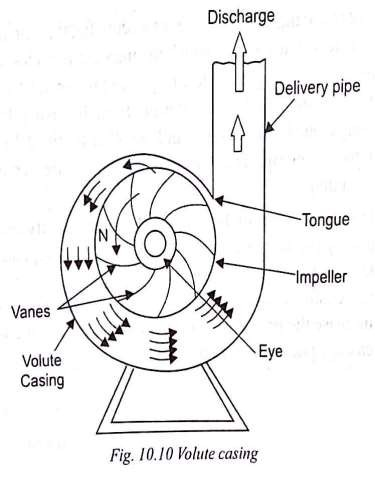 Discharge
Delivery pipe
Tongue
N
Impeller
Vanes
Eye
Volute
Casing
Fig. 10.10 Volute casing